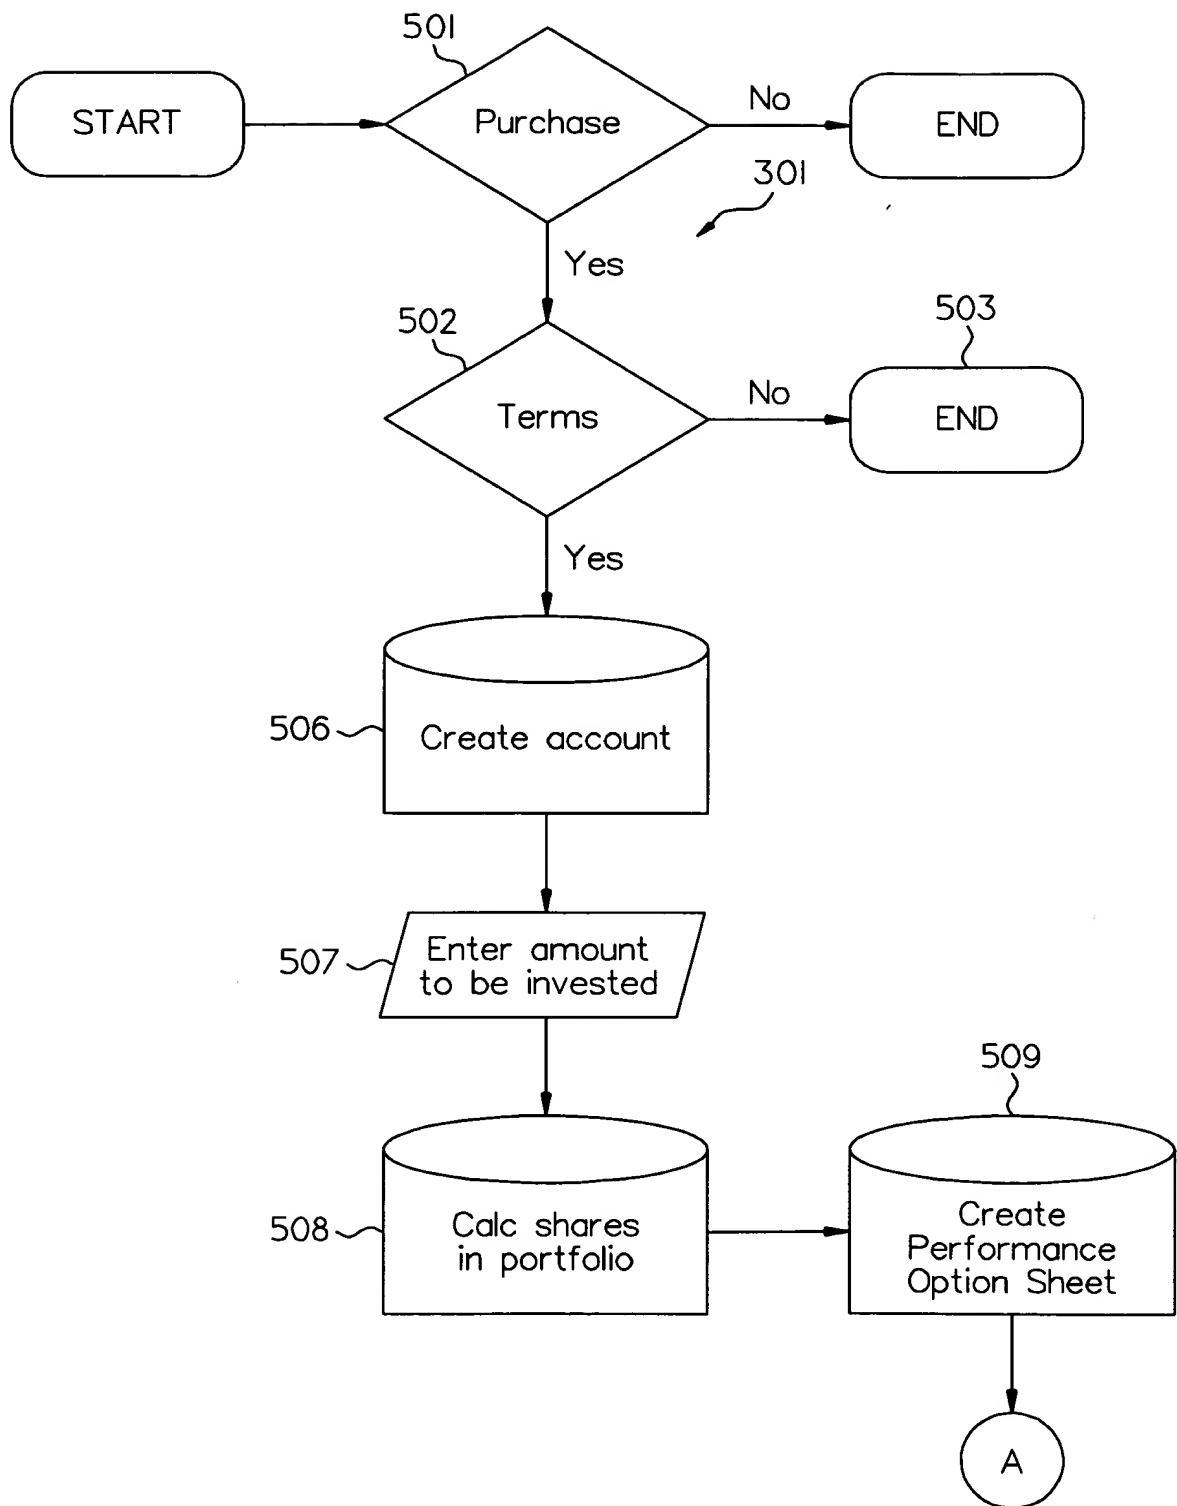 501
START
Purchase
No
END
301
Yes
502
503
Terms
No
END
Yes
506
Create account
507
Enter amount
to be invested
509
508
Calc shares
in portfolio
Create
Performance
Option Sheet
A